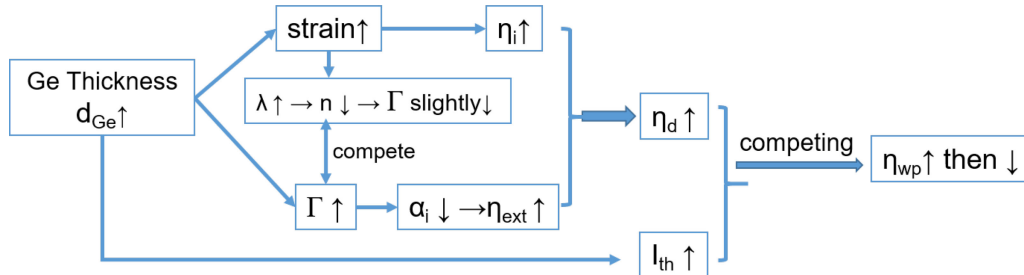 strain↑
η_i↑
Ge Thickness
d_Ge↑
λ ↑ → n ↓ → Γ slightly↓
η_d ↑
compete
competing
η_wp↑ then ↓
Γ ↑
α_i ↓ →η_ext ↑
I_th ↑